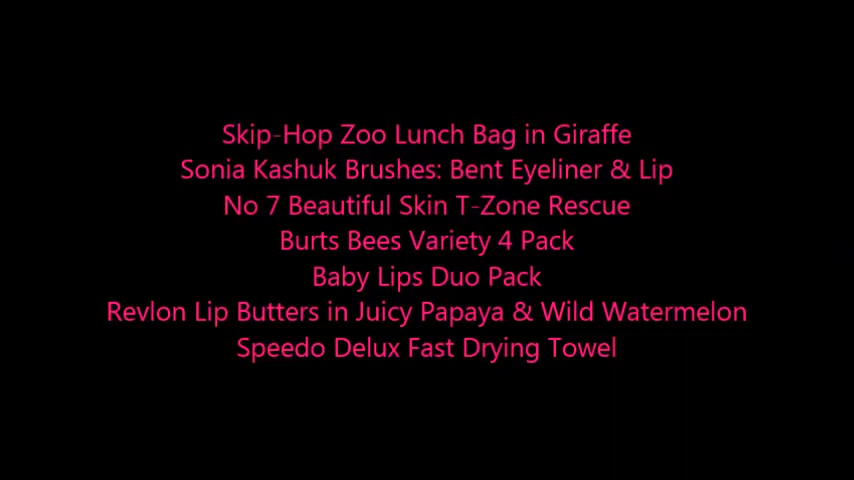 Skip-Hop Zoo Lunch Bag in Giraffe
Sonia Kashuk Brushes: Bent Eyeliner & Lip
No 7 Beautiful Skin T-Zone Rescue
Burts Bees Variety 4 Pack
Baby Lips Duo Pack
Revlon Lip Butters in Juicy Papaya & Wild Watermelon
Speedo Delux Fast Drying Towel